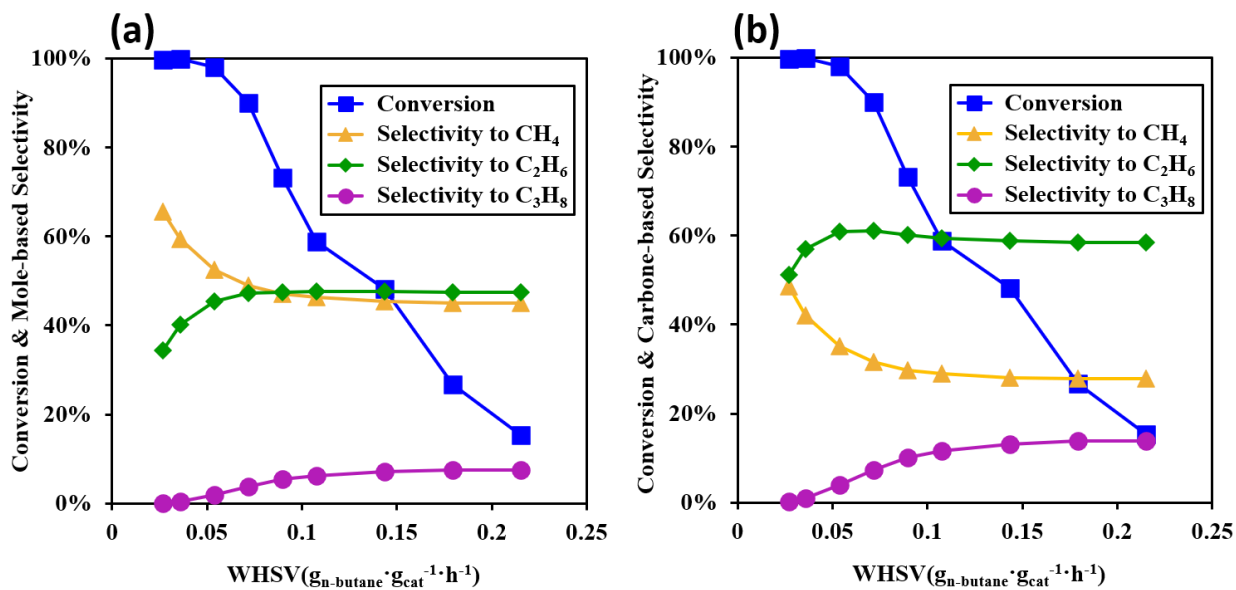 (a)
Conversion & Mole-based Selectivity
100%
80%
60%
40%
20%
0%
0
0.05
0.1
0.15
0.2
0.25
Conversion
Selectivity to CH₄
Selectivity to C₂H₆
Selectivity to C₃H₈
WHSV(gₙ₋bᵤₜₐₙₑ·g꜀ₐₜ⁻¹·h⁻¹)
(b)
Conversion & Carbone-based Selectivity
100%
80%
60%
40%
20%
0%
0
0.05
0.1
0.15
0.2
0.25
Conversion
Selectivity to CH₄
Selectivity to C₂H₆
Selectivity to C₃H₈
WHSV(gₙ₋bᵤₜₐₙₑ·g꜀ₐₜ⁻¹·h⁻¹)